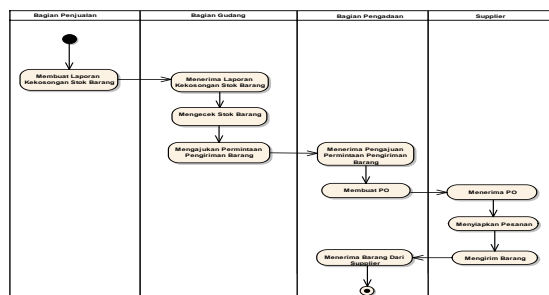 Bagian Penjualan
Bagian Gudang
Bagian Pengadaan
Supplier
Membuat Laporan
Kekosongan Stok Barang
Menerima Laporan
Kekosongan Stok Barang
Mengecek Stok Barang
Mengajukan Permintaan
Pengiriman Barang
Menerima Pengajuan
Permintaan Pengiriman
Barang
Membuat PO
Menerima PO
Menyiapkan Pesanan
Mengirim Barang
Menerima Barang Dari
Supplier